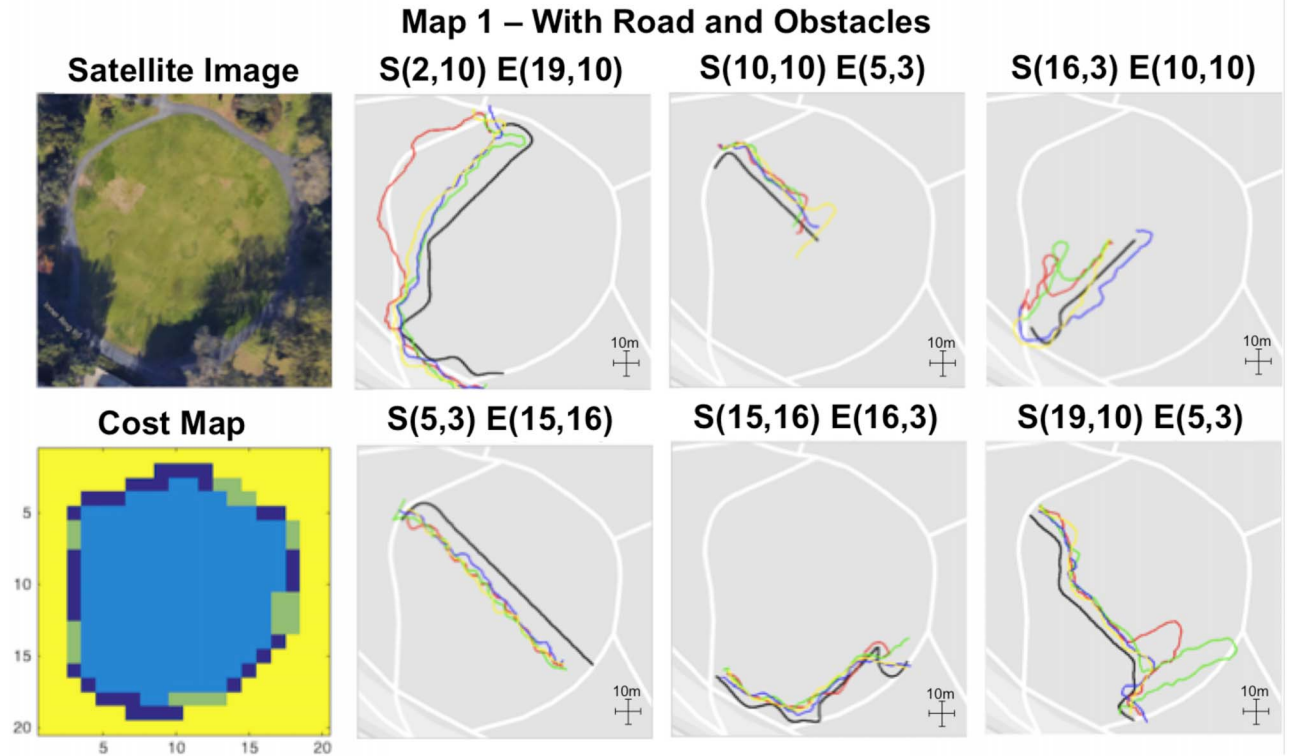 Map 1 – With Road and Obstacles
Satellite Image
S(2,10) E(19,10)
S(10,10) E(5,3)
S(16,3) E(10,10)
10m
10m
10m
Cost Map
S(5,3) E(15,16)
S(15,16) E(16,3)
S(19,10) E(5,3)
5
10
15
20
5
10
15
20
10m
10m
10m